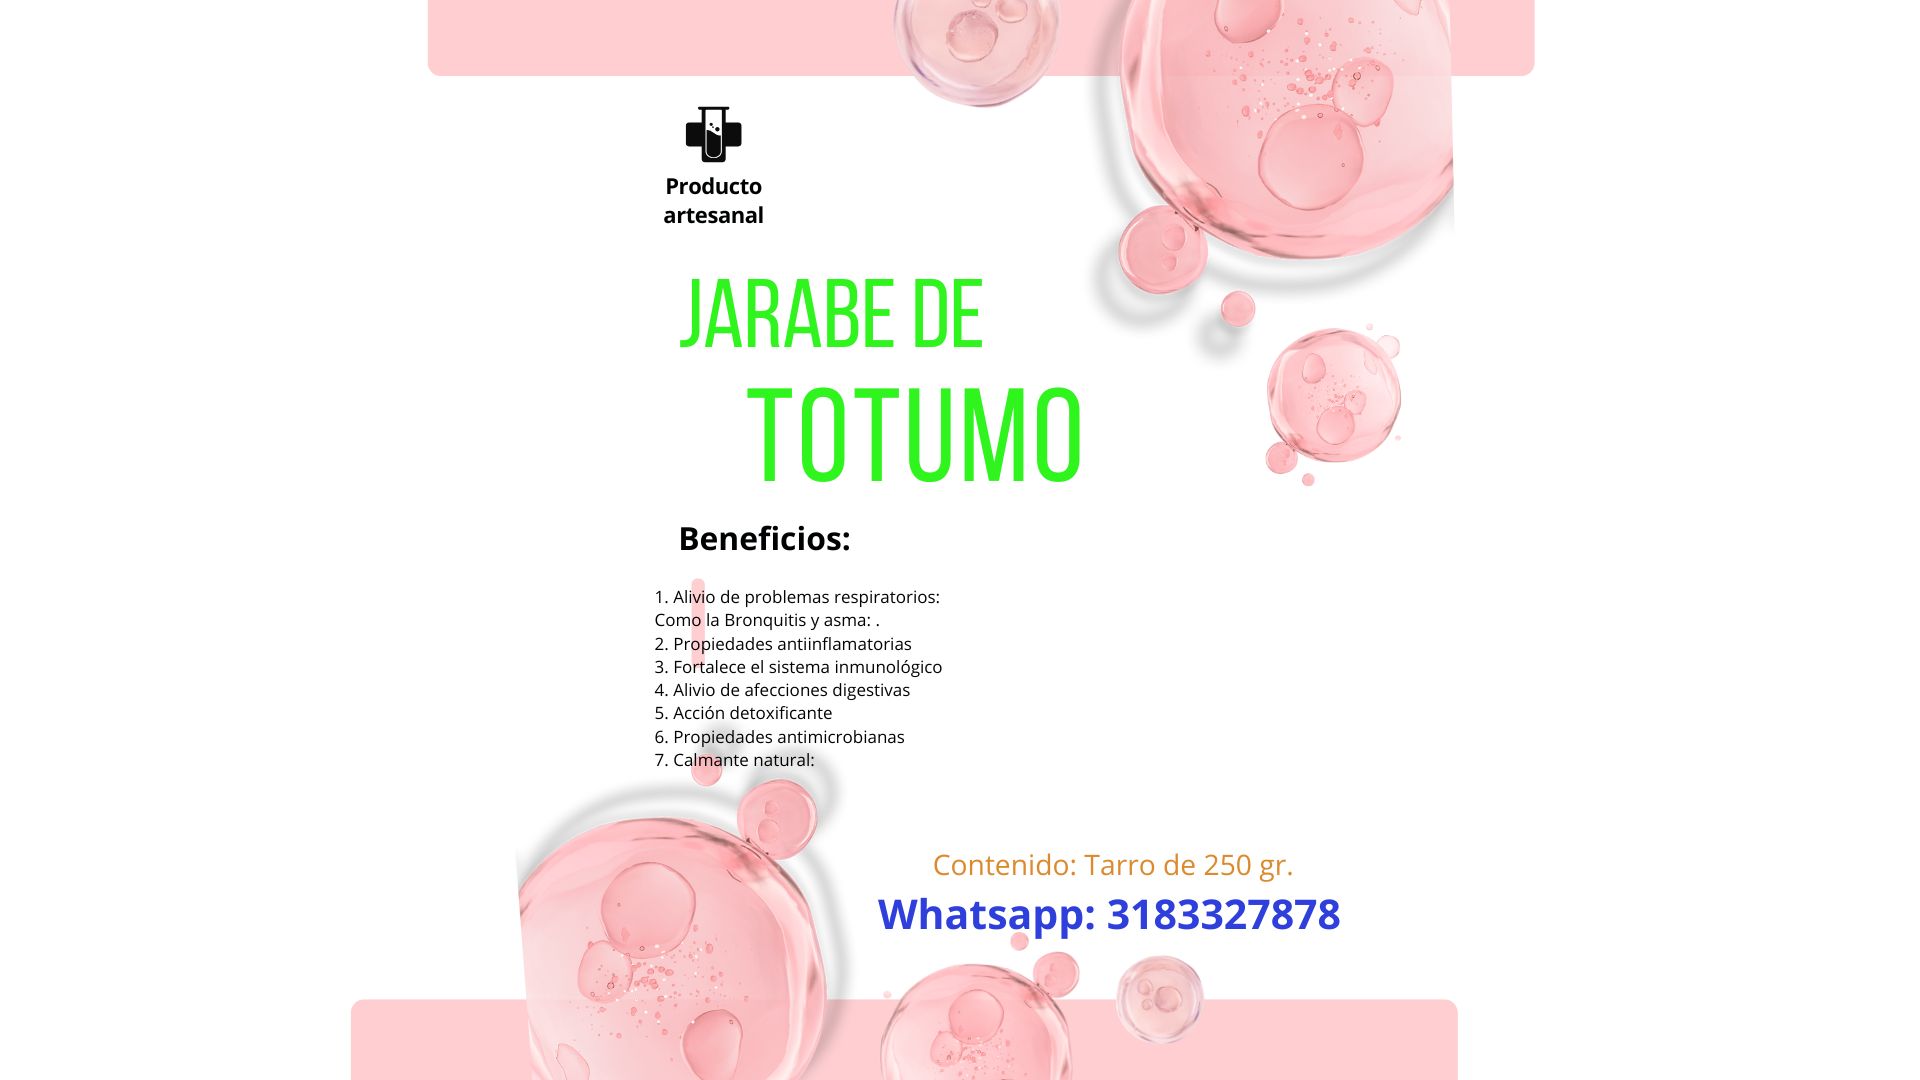 Producto
artesanal
JARABE DE
TOTUMO
Beneficios:
1. Alivio de problemas respiratorios:
Como la Bronquitis y asma: .
2. Propiedades antiinflamatorias
3. Fortalece el sistema inmunológico
4. Alivio de afecciones digestivas
5. Acción detoxificante
6. Propiedades antimicrobianas
7. Calmante natural:
Contenido: Tarro de 250 gr.
Whatsapp: 3183327878